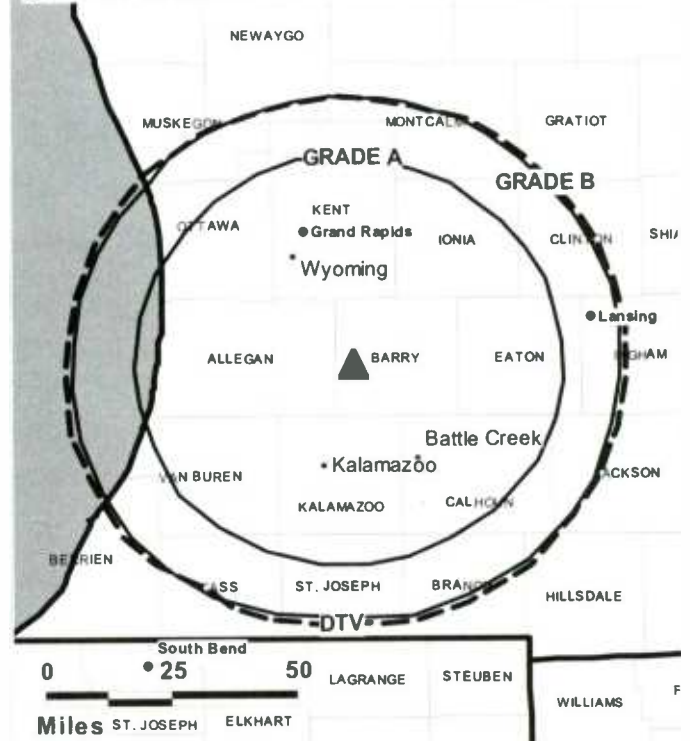 NEWAYGO
MUSKEGON
MONTCALM
GRATIOT
GRADE A
GRADE B
KENT
OTTAWA
Grand Rapids
IONIA
CLINTON
SHIA
Wyoming
Lansing
ALLEGAN
BARRY
EATON
INGHAM
Battle Creek
Kalamazoo
VAN BUREN
JACKSON
KALAMAZOO
CALHOUN
BERRIEN
CASS
ST. JOSEPH
BRANCH
HILLSDALE
DTV
South Bend
0 25 50
LAGRANGE
STEUBEN
WILLIAMS
F
Miles
ST. JOSEPH
ELKHART